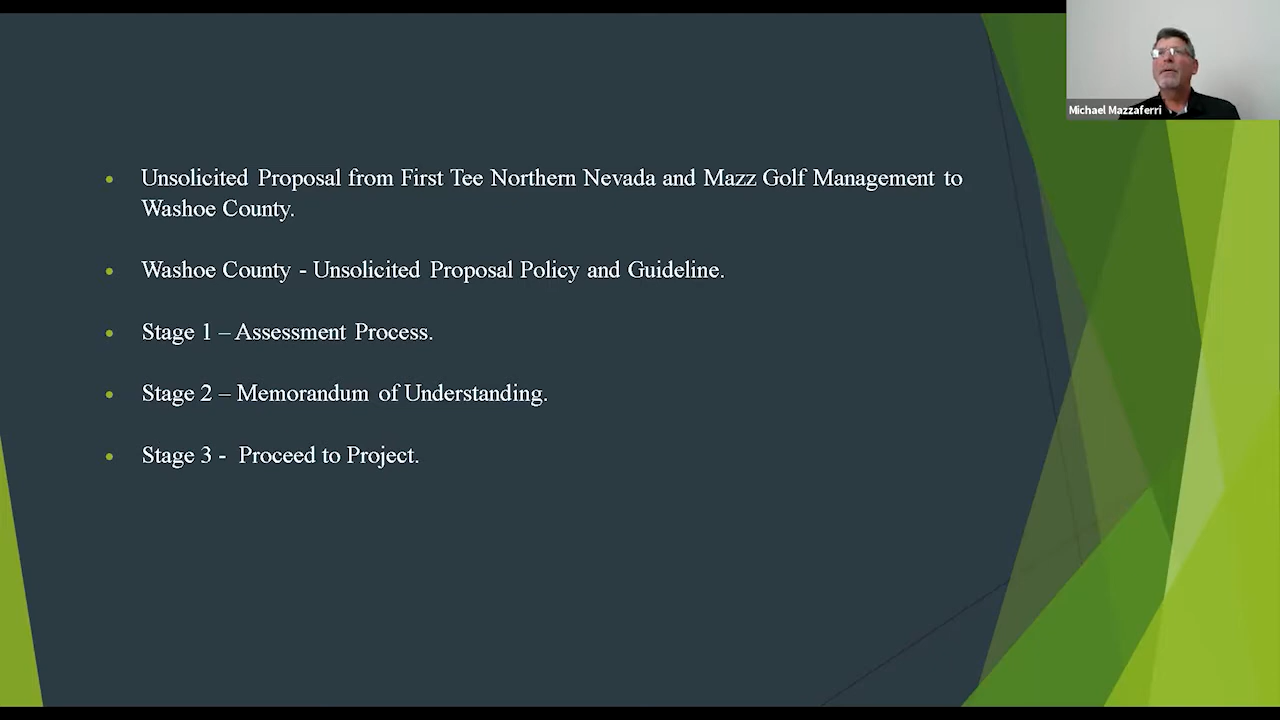 Michael Mazzaferri
• Unsolicited Proposal from First Tee Northern Nevada and Mazz Golf Management to
Washoe County.
• Washoe County - Unsolicited Proposal Policy and Guideline.
• Stage 1 – Assessment Process.
• Stage 2 – Memorandum of Understanding.
• Stage 3 - Proceed to Project.